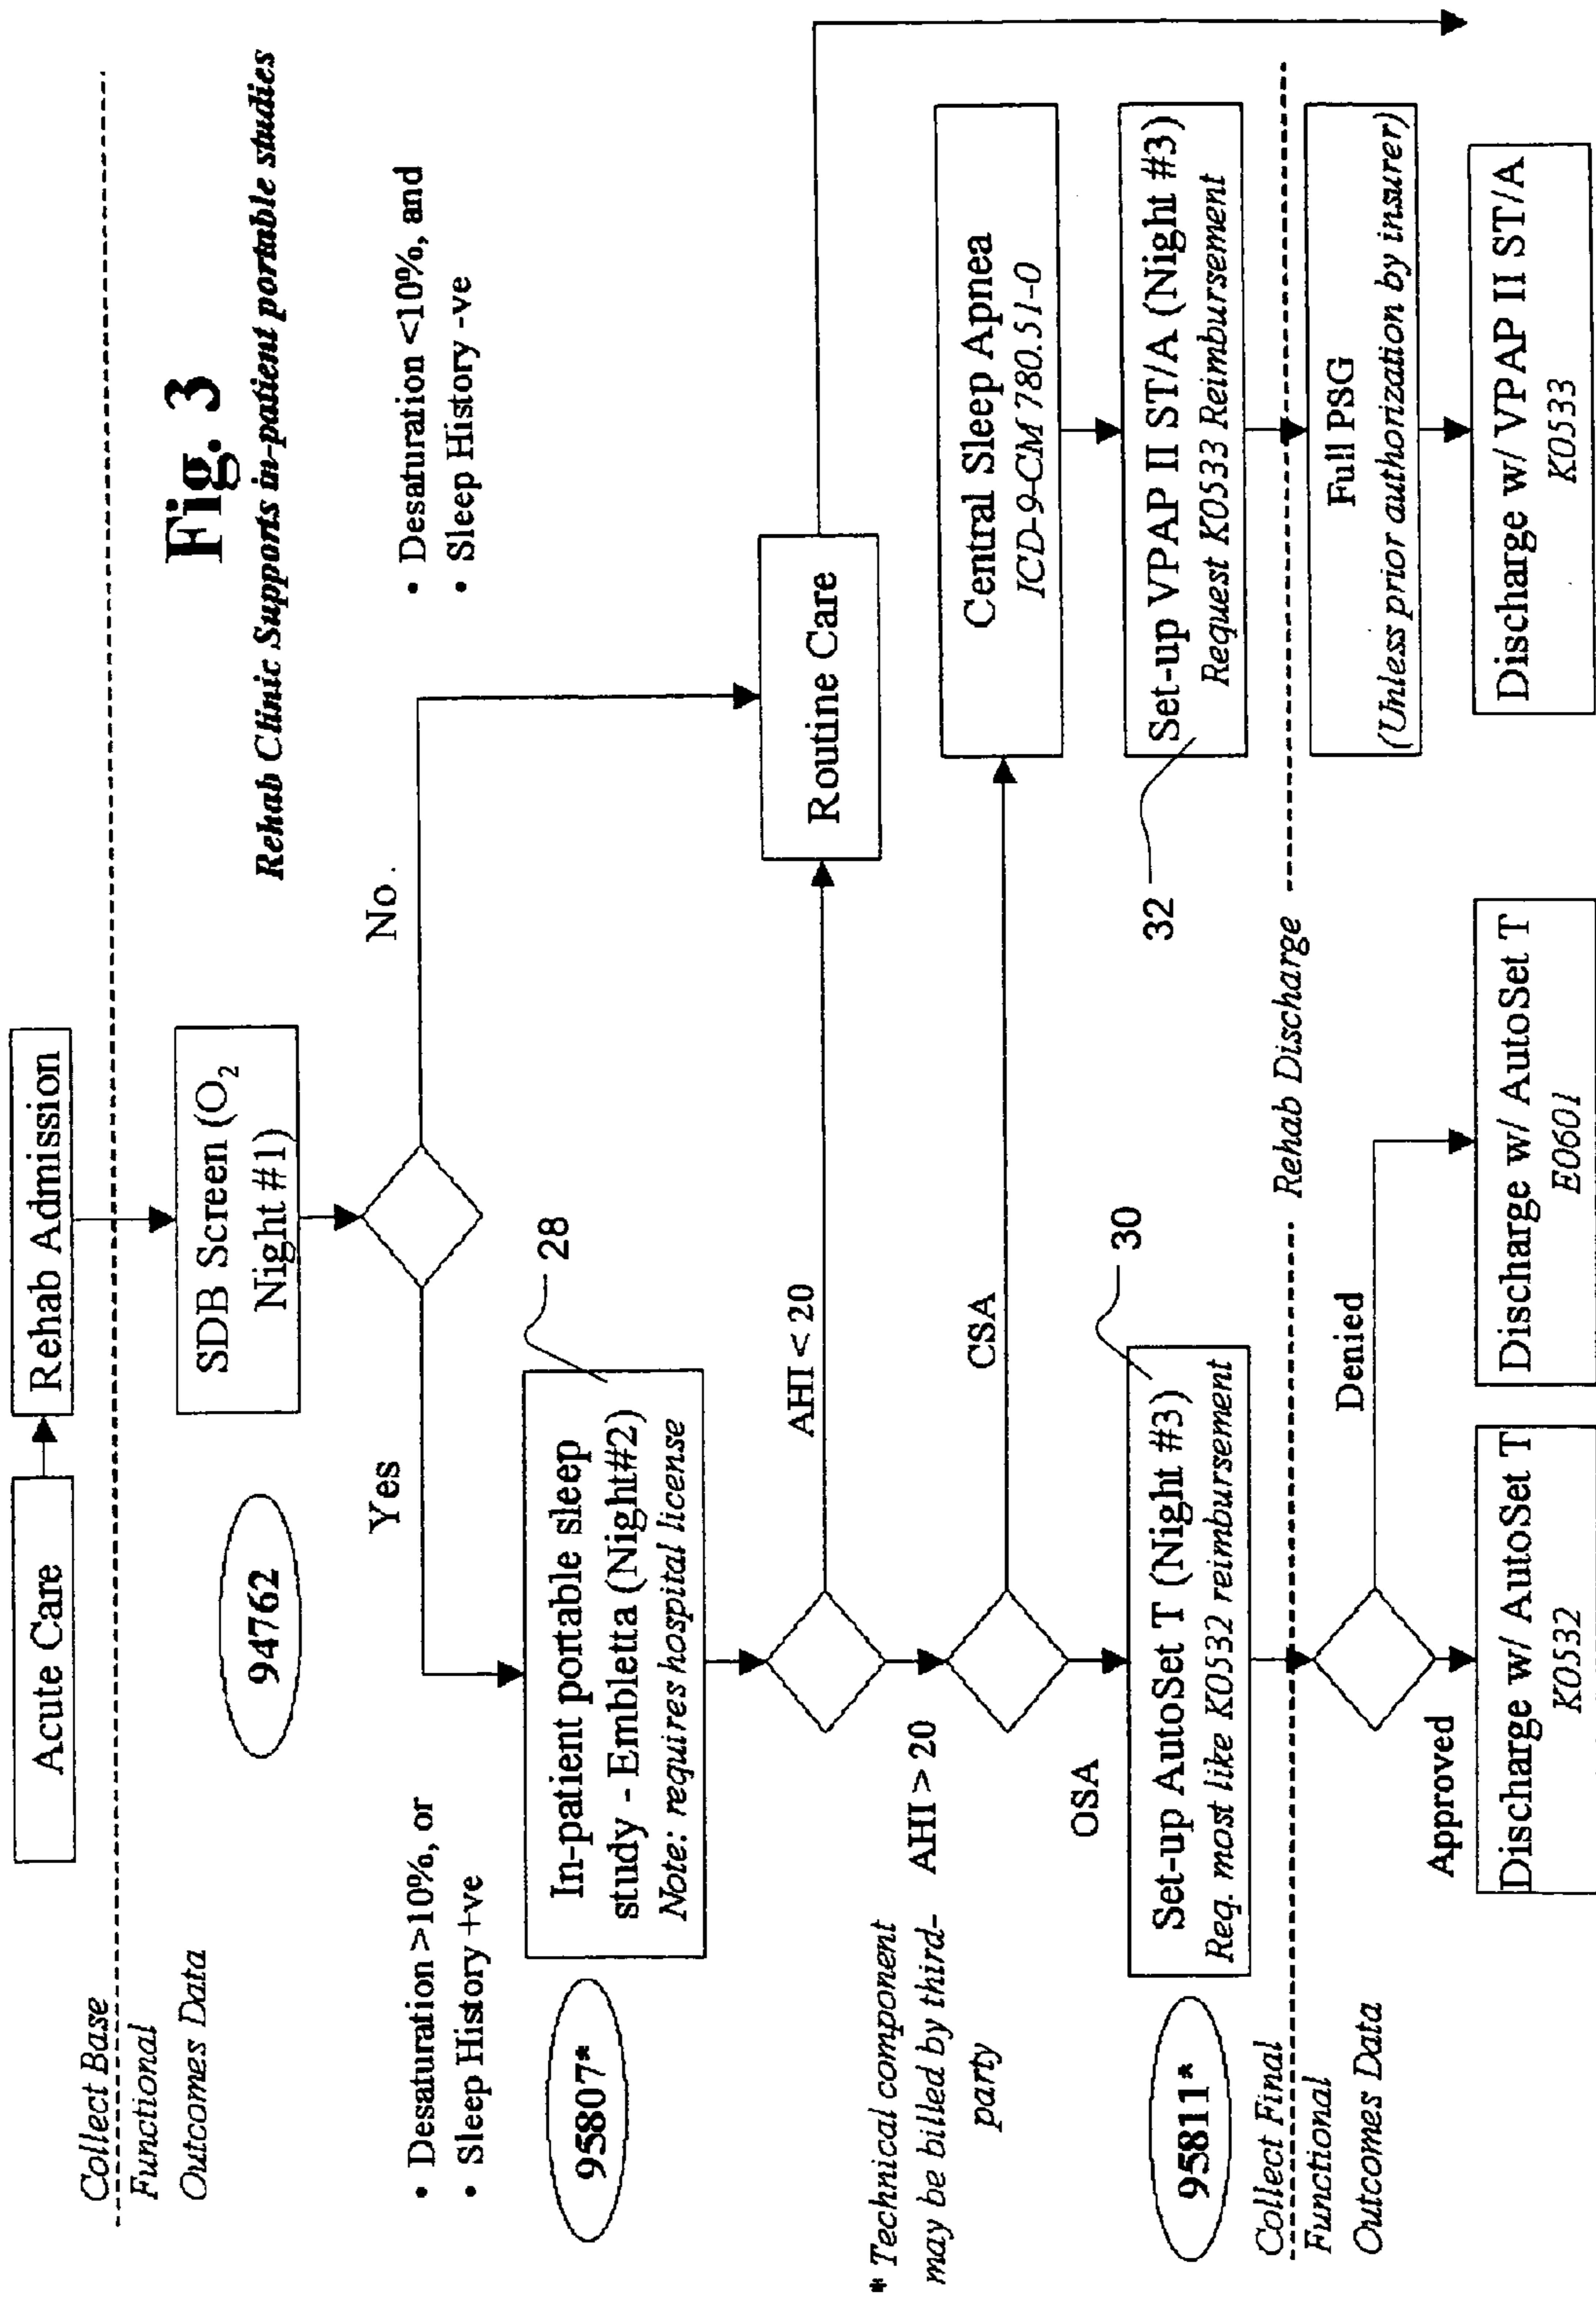 Fig. 3
Rehab Clinic Supports in-patient portable studies
Acute Care
Rehab Admission
Collect Base
Functional
Outcomes Data
94762
SDB Screen (O2
Night #1)
Yes
No.
• Desaturation >10%, or
• Sleep History +ve
• Desaturation <10%, and
• Sleep History -ve
95807*
In-patient portable sleep
study - Embletta (Night#2)
Note: requires hospital license
28
Routine Care
AHI < 20
* Technical component
may be billed by third-
party
AHI > 20
CSA
Central Sleep Apnea
ICD-9-CM 780.51-0
OSA
95811*
Set-up AutoSet T (Night #3)
Req. most like K0532 reimbursement
30
32
Set-up VPAP II ST/A (Night #3)
Request K0533 Reimbursement
Collect Final
Functional
Outcomes Data
Rehab Discharge
Denied
Approved
Full PSG
(Unless prior authorization by insurer)
Discharge w/ AutoSet T
K0532
Discharge w/ AutoSet T
E0601
Discharge w/ VPAP II ST/A
K0533